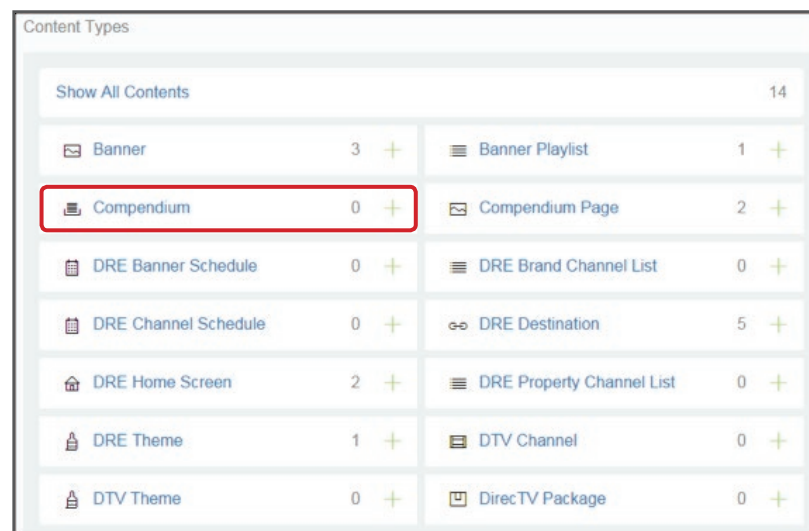 Content Types
Show All Contents 14
Banner 3 + Banner Playlist 1 +
Compendium 0 + Compendium Page 2 +
DRE Banner Schedule 0 + DRE Brand Channel List 0 +
DRE Channel Schedule 0 + DRE Destination 5 +
DRE Home Screen 2 + DRE Property Channel List 0 +
DRE Theme 1 + DTV Channel 0 +
DTV Theme 0 + DirecTV Package 0 +